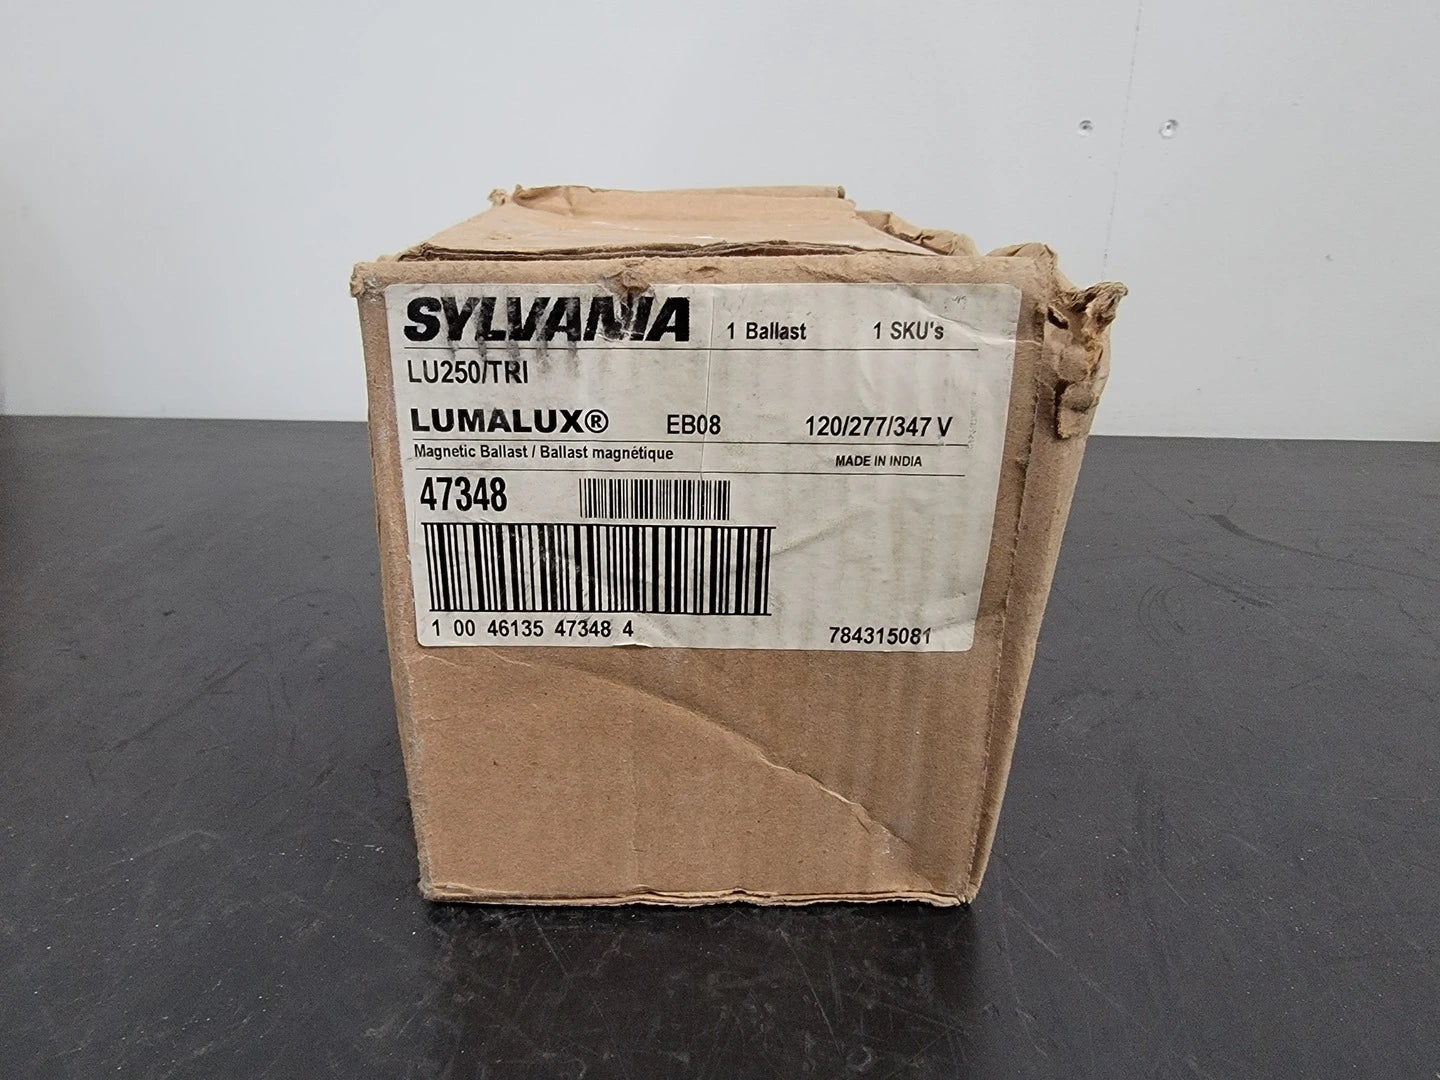 SYLVANIA 1 Ballast 1 SKU's
LU250/TRI
LUMALUX® EB08 120/277/347 V
Magnetic Ballast / Ballast magnétique MADE IN INDIA
47348
1 00 46135 47348 4 784315081